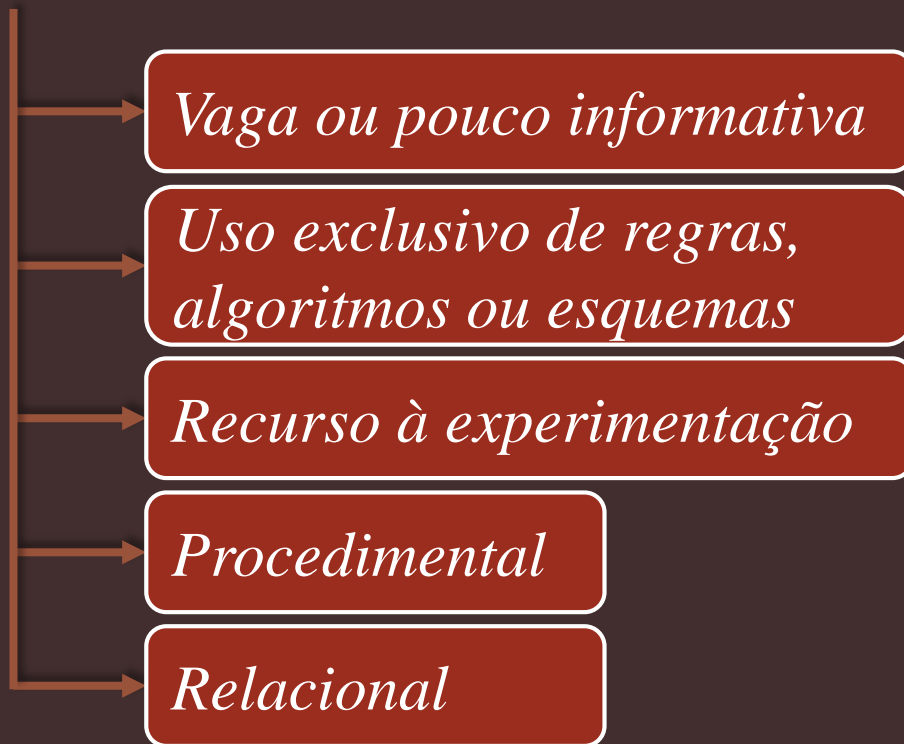 Vaga ou pouco informativa
Uso exclusivo de regras,
algoritmos ou esquemas
Recurso à experimentação
Procedimental
Relacional